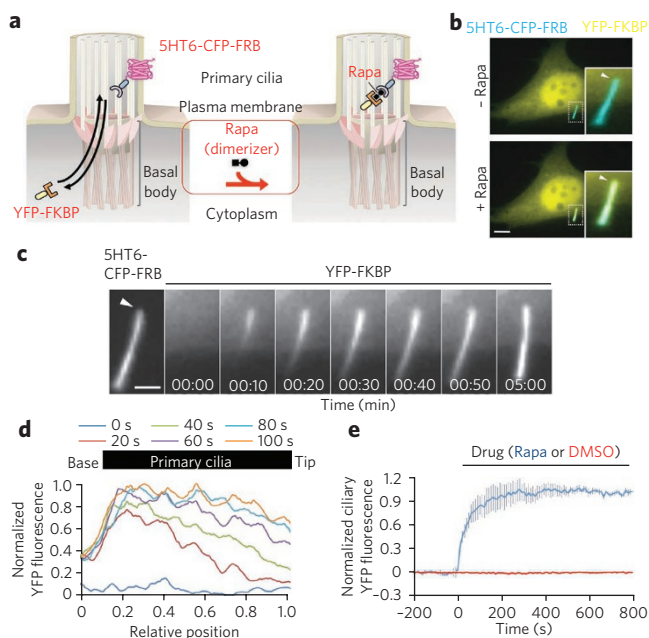 a
5HT6-CFP-FRB
Primary cilia
Plasma membrane
Rapa
(dimerizer)
Basal
body
YFP-FKBP
Cytoplasm
Rapa
Basal
body
b
5HT6-CFP-FRB YFP-FKBP
– Rapa
+ Rapa
c
5HT6-
CFP-FRB
YFP-FKBP
00:00 00:10 00:20 00:30 00:40 00:50 05:00
Time (min)
d
0 s 40 s 80 s
20 s 60 s 100 s
Base Primary cilia Tip
Normalized
YFP fluorescence
1.0
0.8
0.6
0.4
0.2
0
0 0.2 0.4 0.6 0.8 1.0
Relative position
e
Drug (Rapa or DMSO)
Normalized ciliary
YFP fluorescence
1.2
0.9
0.6
0.3
0
–0.3
–200 0 200 400 600 800
Time (s)